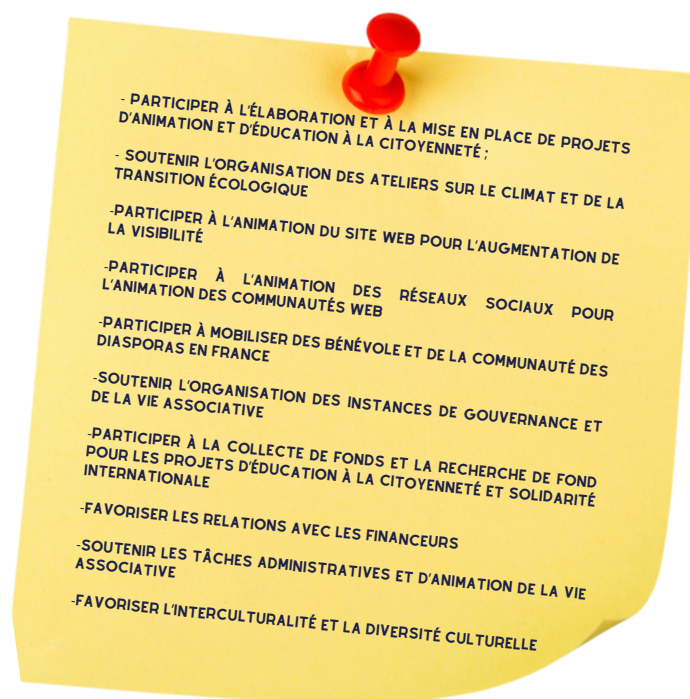 - PARTICIPER À L'ÉLABORATION ET À LA MISE EN PLACE DE PROJETS
D'ANIMATION ET D'ÉDUCATION À LA CITOYENNETÉ ;
- SOUTENIR L'ORGANISATION DES ATELIERS SUR LE CLIMAT ET DE LA
TRANSITION ÉCOLOGIQUE
-PARTICIPER À L'ANIMATION DU SITE WEB POUR L'AUGMENTATION DE
LA VISIBILITÉ
-PARTICIPER À L'ANIMATION DES RÉSEAUX SOCIAUX POUR
L'ANIMATION DES COMMUNAUTÉS WEB
-PARTICIPER À MOBILISER DES BÉNÉVOLE ET DE LA COMMUNAUTÉ DES
DIASPORAS EN FRANCE
-SOUTENIR L'ORGANISATION DES INSTANCES DE GOUVERNANCE ET
DE LA VIE ASSOCIATIVE
-PARTICIPER À LA COLLECTE DE FONDS ET LA RECHERCHE DE FOND
POUR LES PROJETS D'ÉDUCATION À LA CITOYENNETÉ ET SOLIDARITÉ
INTERNATIONALE
-FAVORISER LES RELATIONS AVEC LES FINANCEURS
-SOUTENIR LES TÂCHES ADMINISTRATIVES ET D'ANIMATION DE LA VIE
ASSOCIATIVE
-FAVORISER L'INTERCULTURALITÉ ET LA DIVERSITÉ CULTURELLE